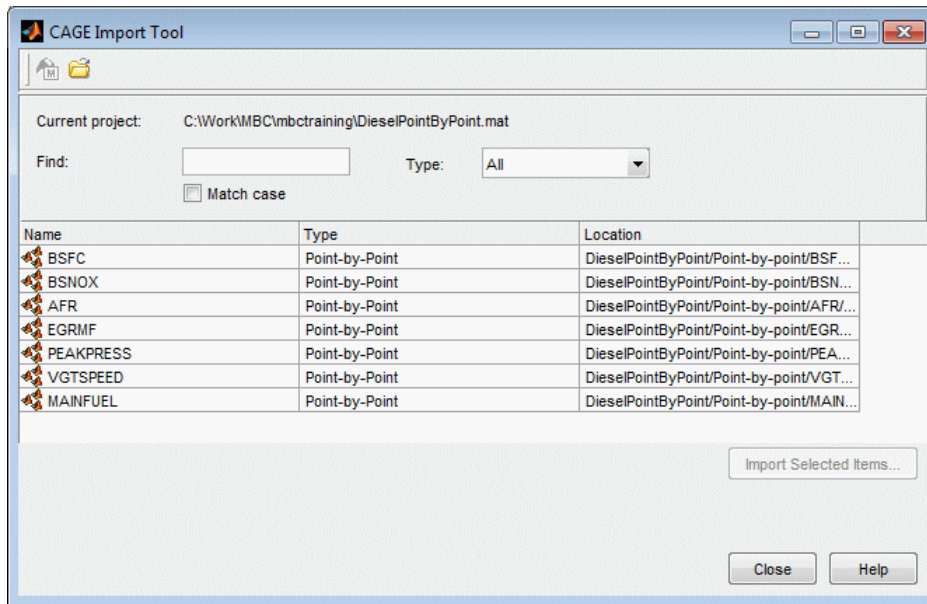 CAGE Import Tool
Current project: C:\Work\MBC\mbctraining\DieselPointByPoint.mat
Find: Type: All
Match case
Name Type Location
BSFC Point-by-Point DieselPointByPoint/Point-by-point/BSF...
BSNOX Point-by-Point DieselPointByPoint/Point-by-point/BSN...
AFR Point-by-Point DieselPointByPoint/Point-by-point/AFR/...
EGRMF Point-by-Point DieselPointByPoint/Point-by-point/EGR...
PEAKPRESS Point-by-Point DieselPointByPoint/Point-by-point/PEA...
VGTSPEED Point-by-Point DieselPointByPoint/Point-by-point/VGT...
MAINFUEL Point-by-Point DieselPointByPoint/Point-by-point/MAIN...
Import Selected Items...
Close Help